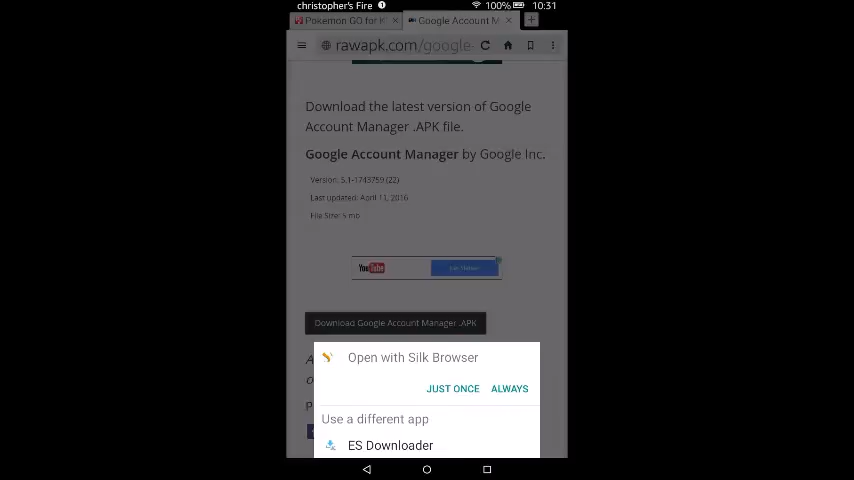 christopher's Fire 1 100% 10:31
Pokemon GO for Ki × Google Account M × +
rawapk.com/google-
Download the latest version of Google
Account Manager .APK file.
Google Account Manager by Google Inc.
Version: 5.1-1743759 (22)
Last updated: April 11, 2016
File Size: 5 mb
YouTube
Download Google Account Manager .APK
Open with Silk Browser
JUST ONCE ALWAYS
Use a different app
ES Downloader